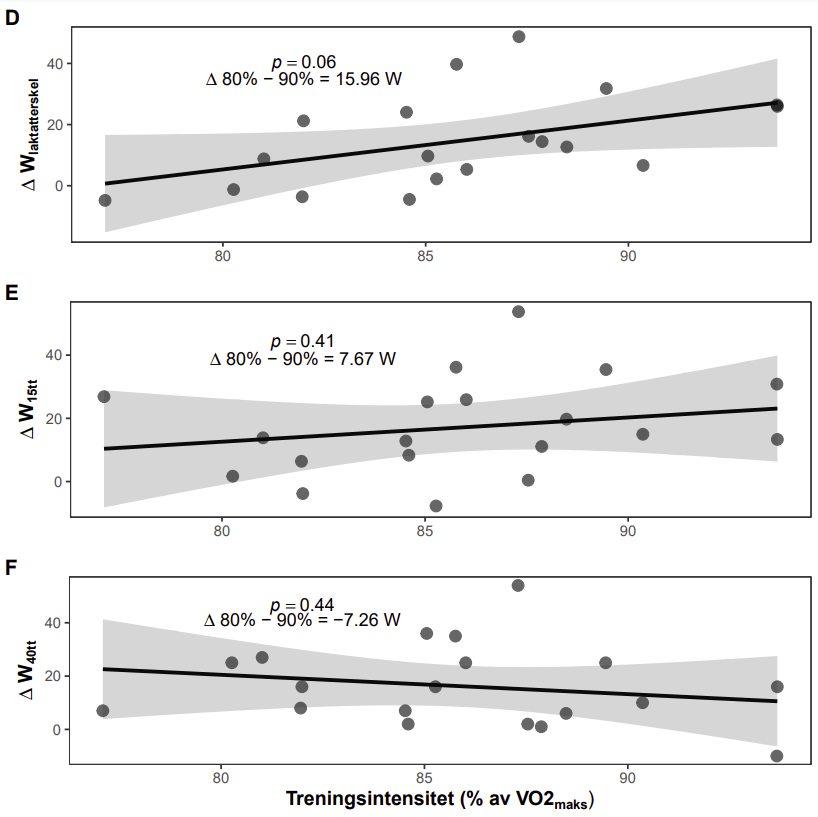 D
p = 0.06
Δ 80% − 90% = 15.96 W
Δ Wlaktatterskel
40
20
0
80 85 90
E
p = 0.41
Δ 80% − 90% = 7.67 W
Δ W15tt
40
20
0
80 85 90
F
p = 0.44
Δ 80% − 90% = −7.26 W
Δ W40tt
40
20
0
80 85 90
Treningsintensitet (% av VO2maks)